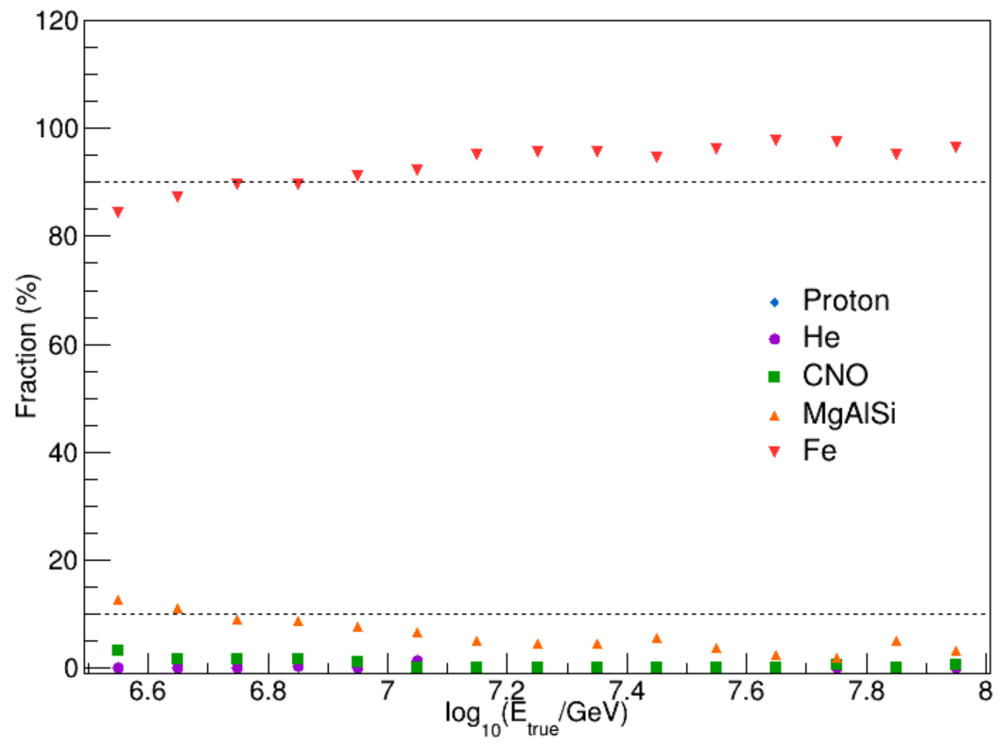 120
100
80
60
40
20
0
Fraction (%)
Proton
He
CNO
MgAlSi
Fe
6.6 6.8 7 7.2 7.4 7.6 7.8 8
log10(Etrue/GeV)